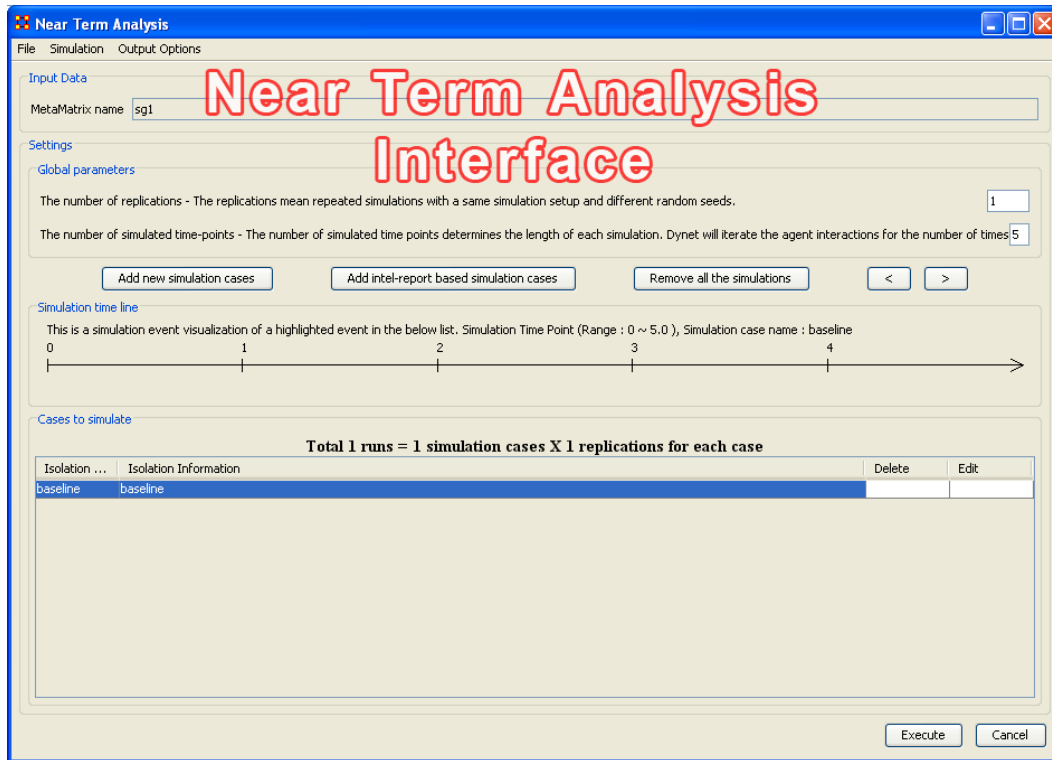 Near Term Analysis
File Simulation Output Options
Near Term Analysis
Interface
Input Data
MetaMatrix name sg1
Settings
Global parameters
The number of replications - The replications mean repeated simulations with a same simulation setup and different random seeds. 1
The number of simulated time-points - The number of simulated time points determines the length of each simulation. Dynet will iterate the agent interactions for the number of times 5
Add new simulation cases Add intel-report based simulation cases Remove all the simulations < >
Simulation time line
This is a simulation event visualization of a highlighted event in the below list. Simulation Time Point (Range : 0 ~ 5.0 ), Simulation case name : baseline
0 1 2 3 4
Cases to simulate
Total 1 runs = 1 simulation cases X 1 replications for each case
Isolation ... Isolation Information Delete Edit
baseline baseline
Execute Cancel